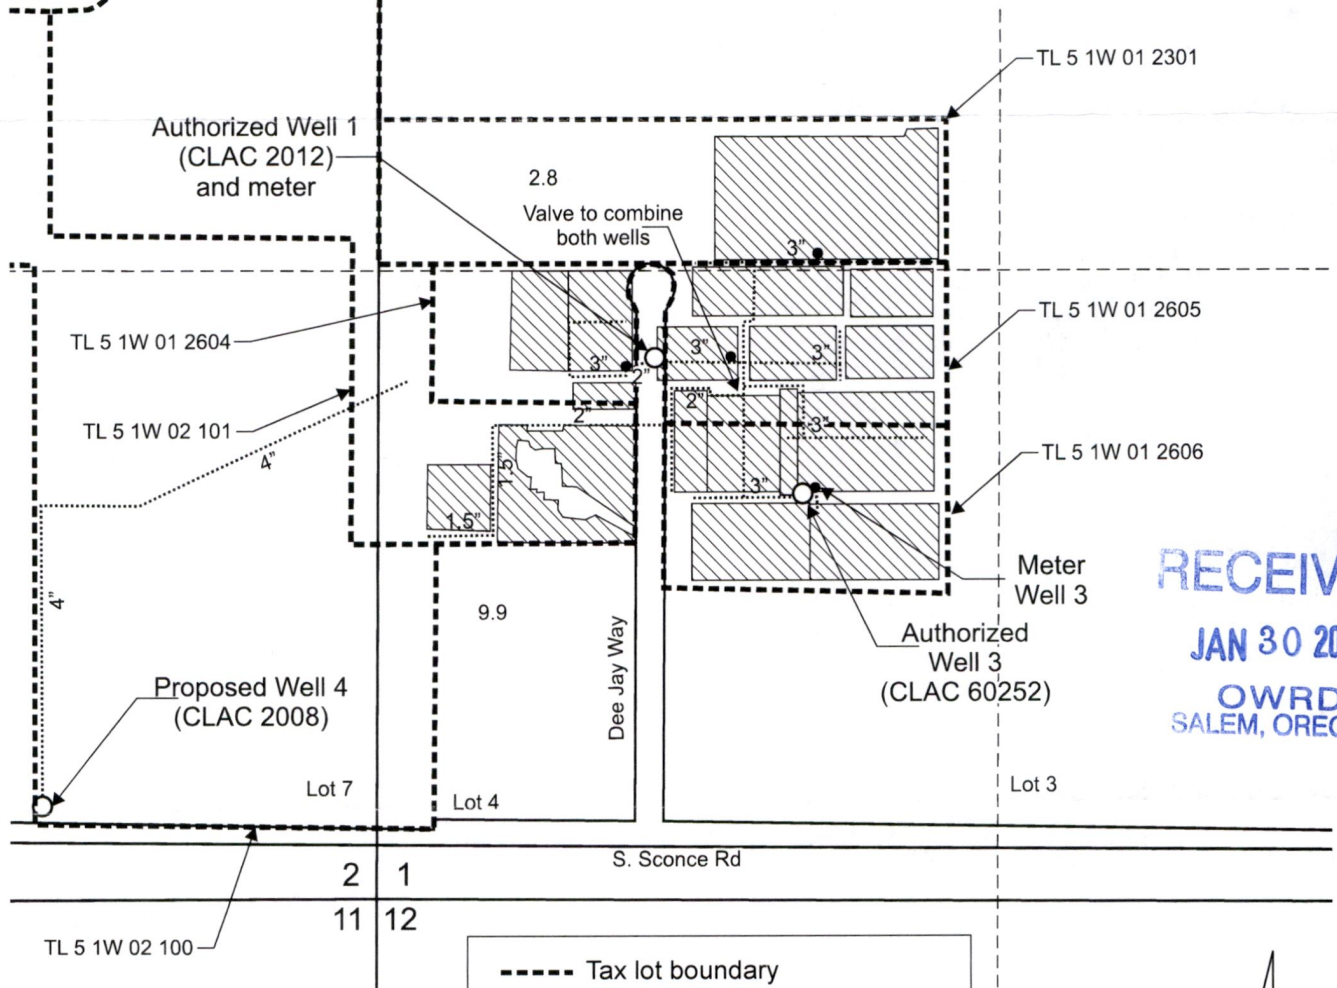 TL 5 1W 01 2301
Authorized Well 1
(CLAC 2012)
and meter
2.8
Valve to combine
both wells
3”
TL 5 1W 01 2604
TL 5 1W 01 2605
3”
3”
3”
2”
TL 5 1W 02 101
2”
2”
3”
4”
1.5”
1.5”
3”
TL 5 1W 01 2606
4”
9.9
Dee Jay Way
Meter
Well 3
Authorized
Well 3
(CLAC 60252)
RECEIV
JAN 30 20
OWRD
SALEM, OREG
Proposed Well 4
(CLAC 2008)
Lot 7
Lot 4
Lot 3
S. Sconce Rd
2 1
11 12
TL 5 1W 02 100
Tax lot boundary